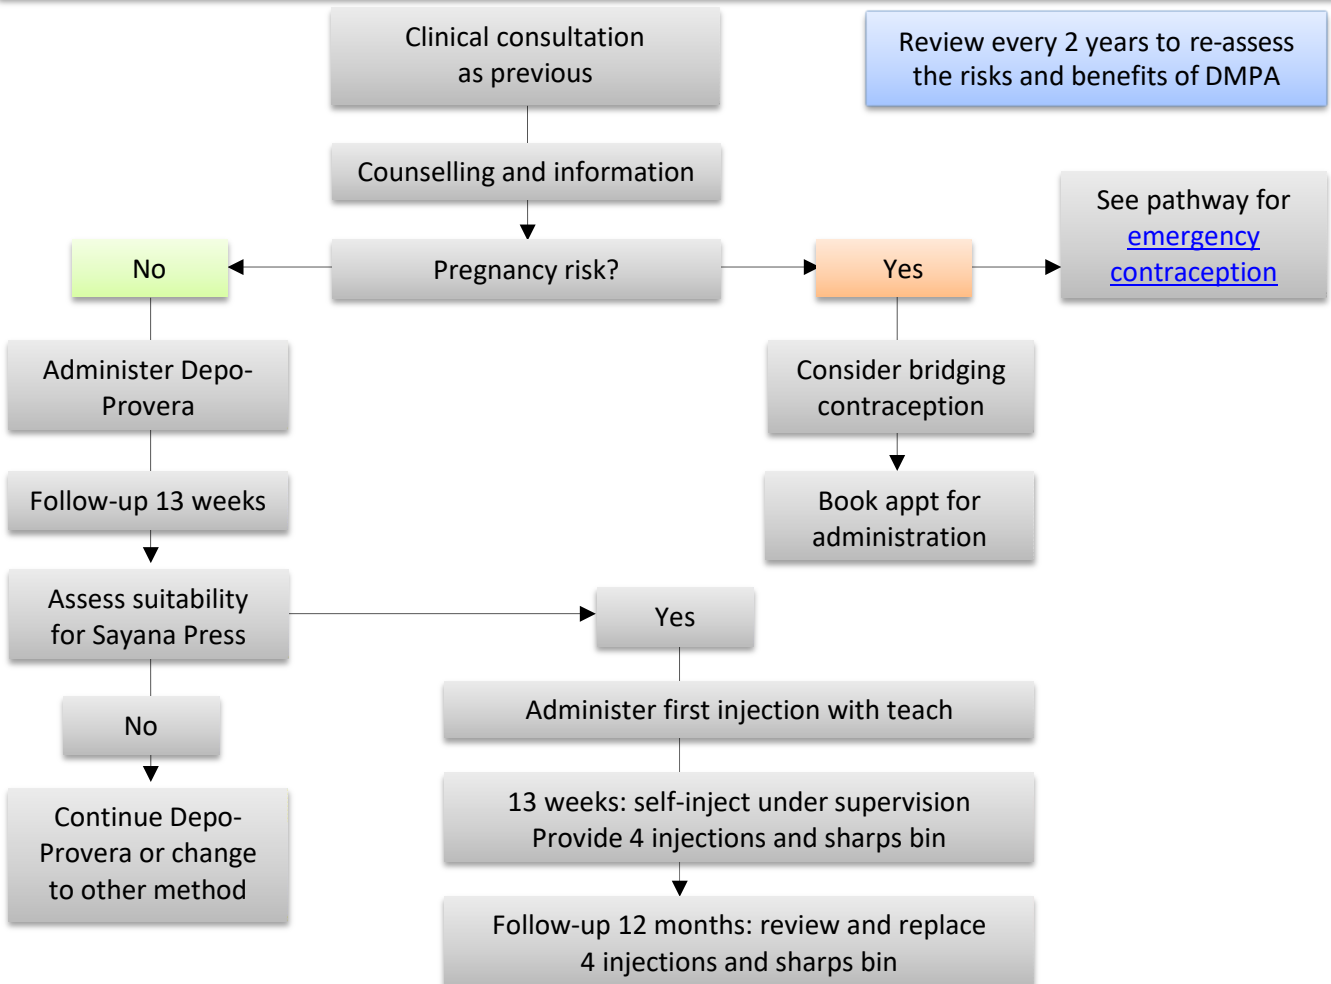 Clinical consultation
as previous
Review every 2 years to re-assess
the risks and benefits of DMPA
Counselling and information
See pathway for
emergency
contraception
No
Pregnancy risk?
Yes
Administer Depo-
Provera
Consider bridging
contraception
Follow-up 13 weeks
Book appt for
administration
Assess suitability
for Sayana Press
Yes
No
Administer first injection with teach
Continue Depo-
Provera or change
to other method
13 weeks: self-inject under supervision
Provide 4 injections and sharps bin
Follow-up 12 months: review and replace
4 injections and sharps bin